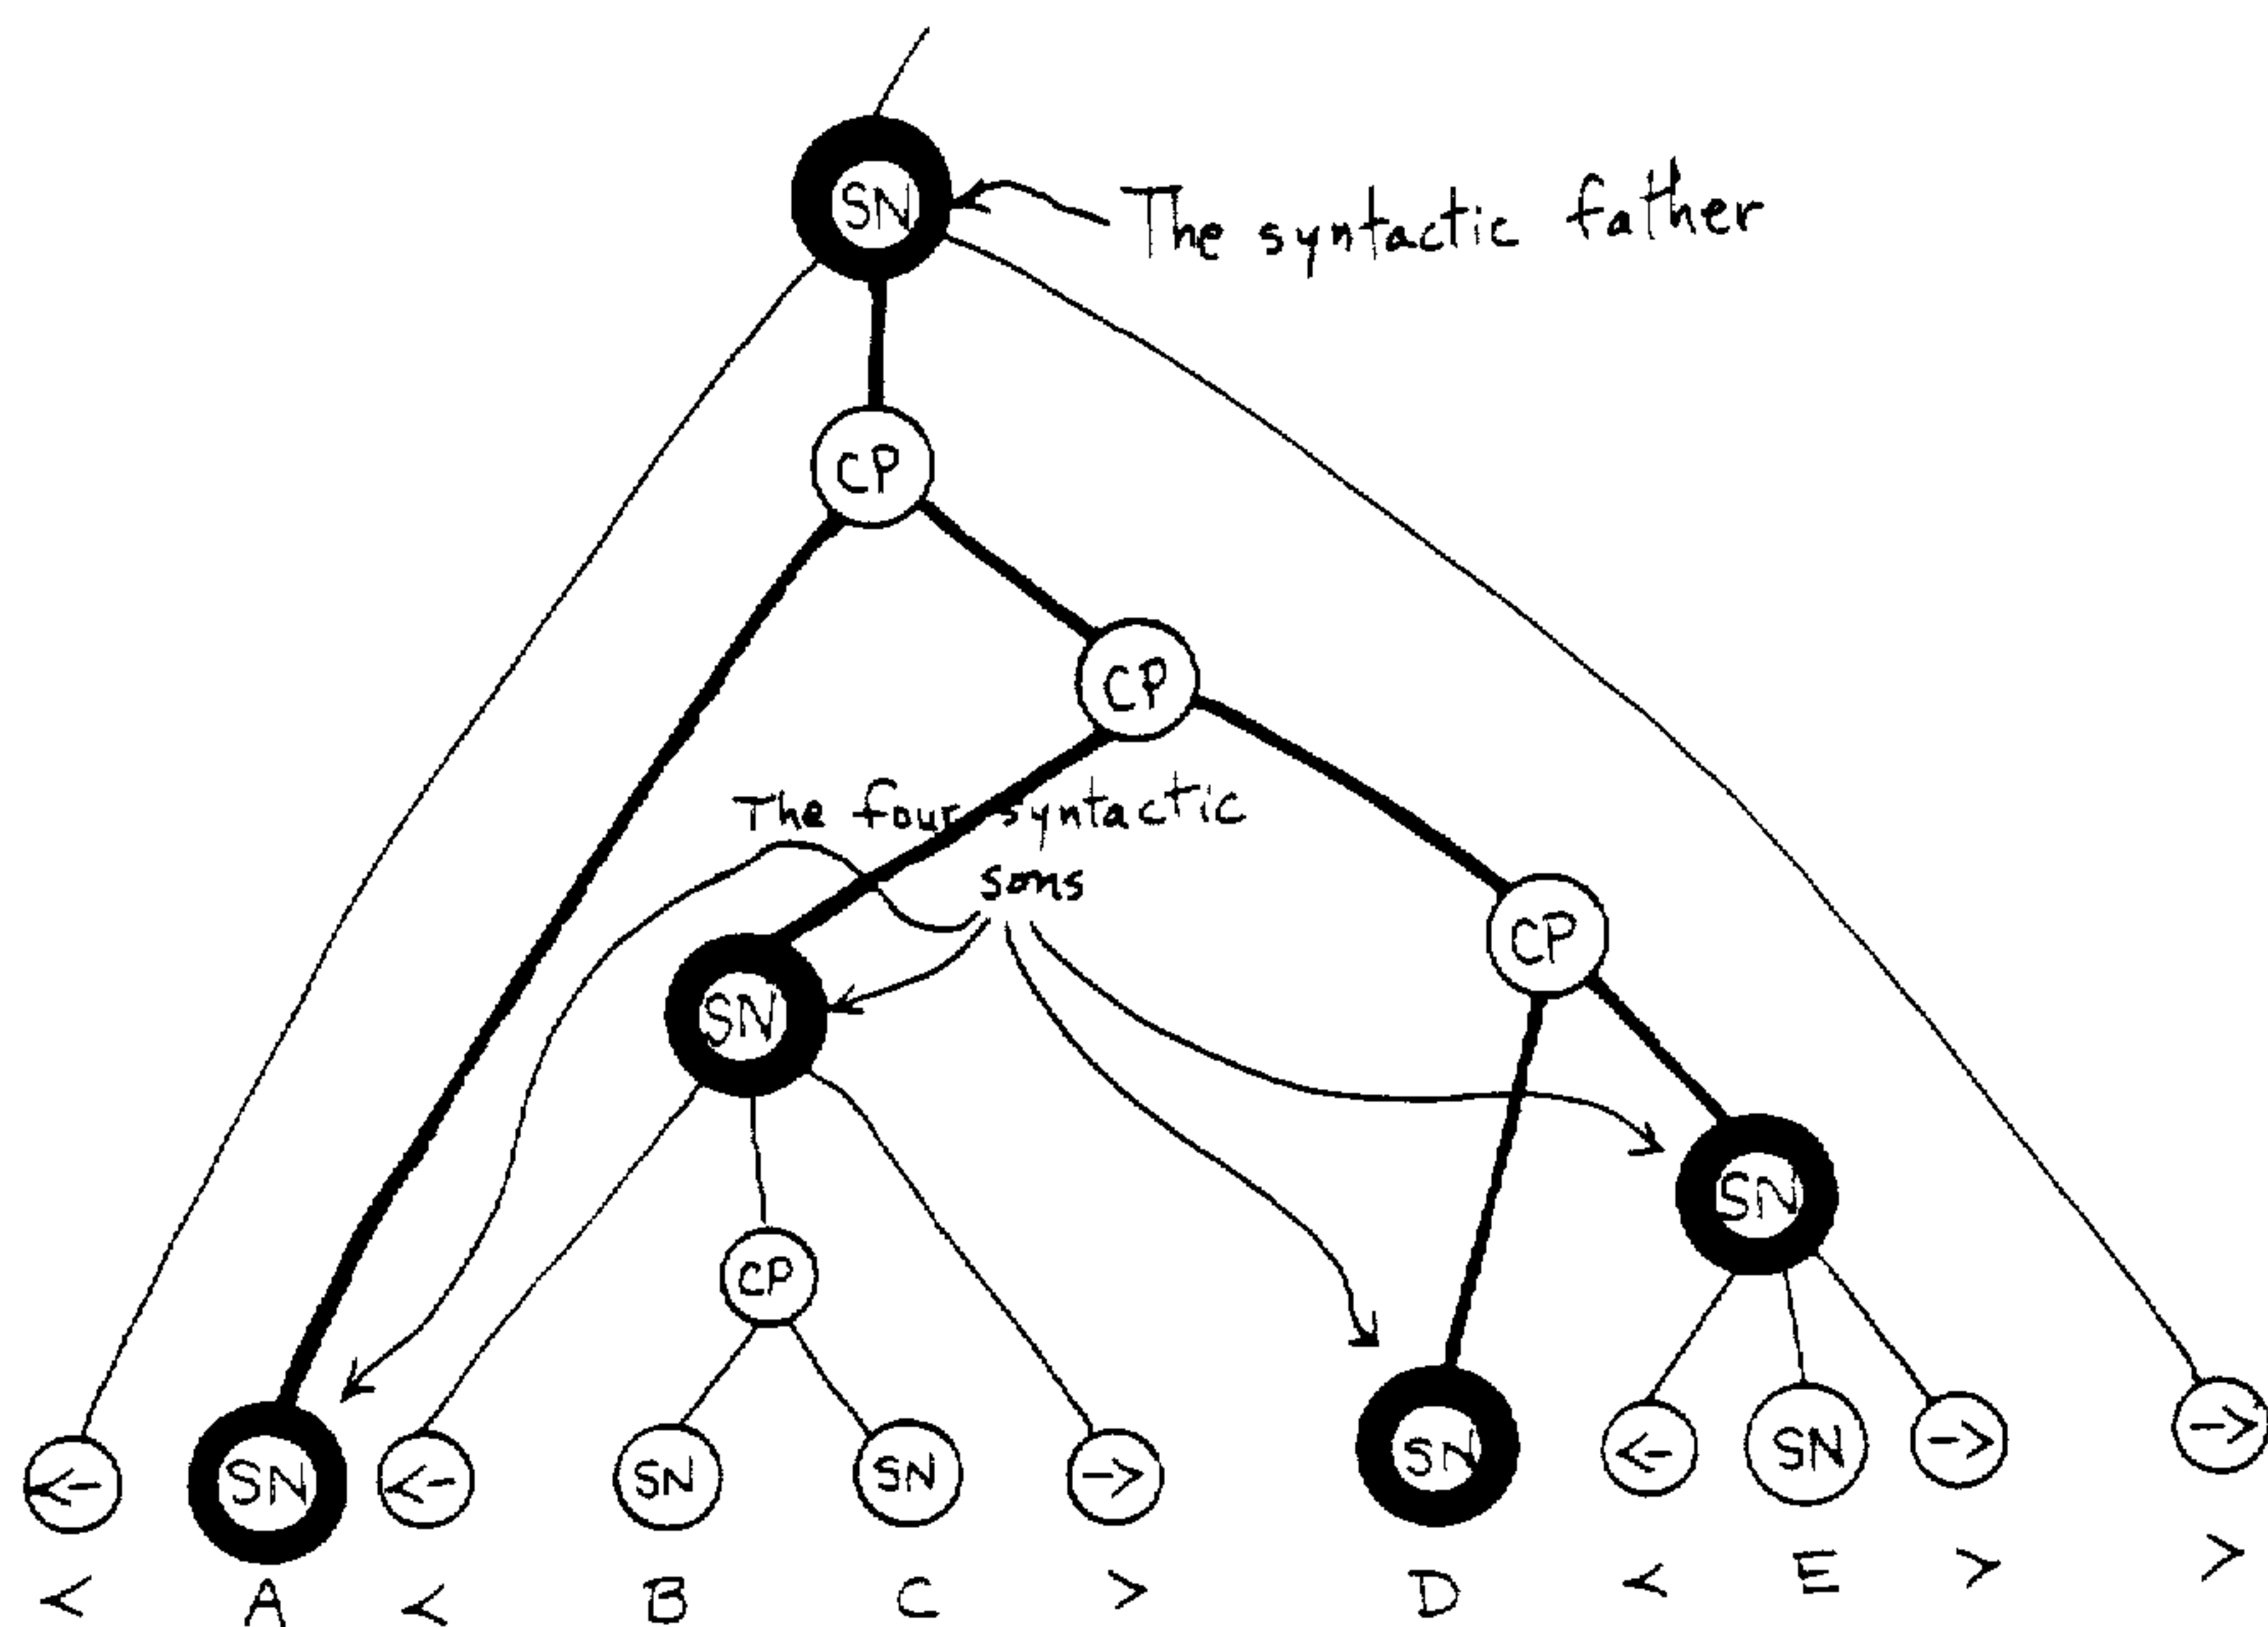 SN
The syntactic father
CP
CP
The four syntactic
sons
CP
SN
SN
CP
<- SN <- SN SN -> SN <- SN -> ->
< A < B C > D < E > >